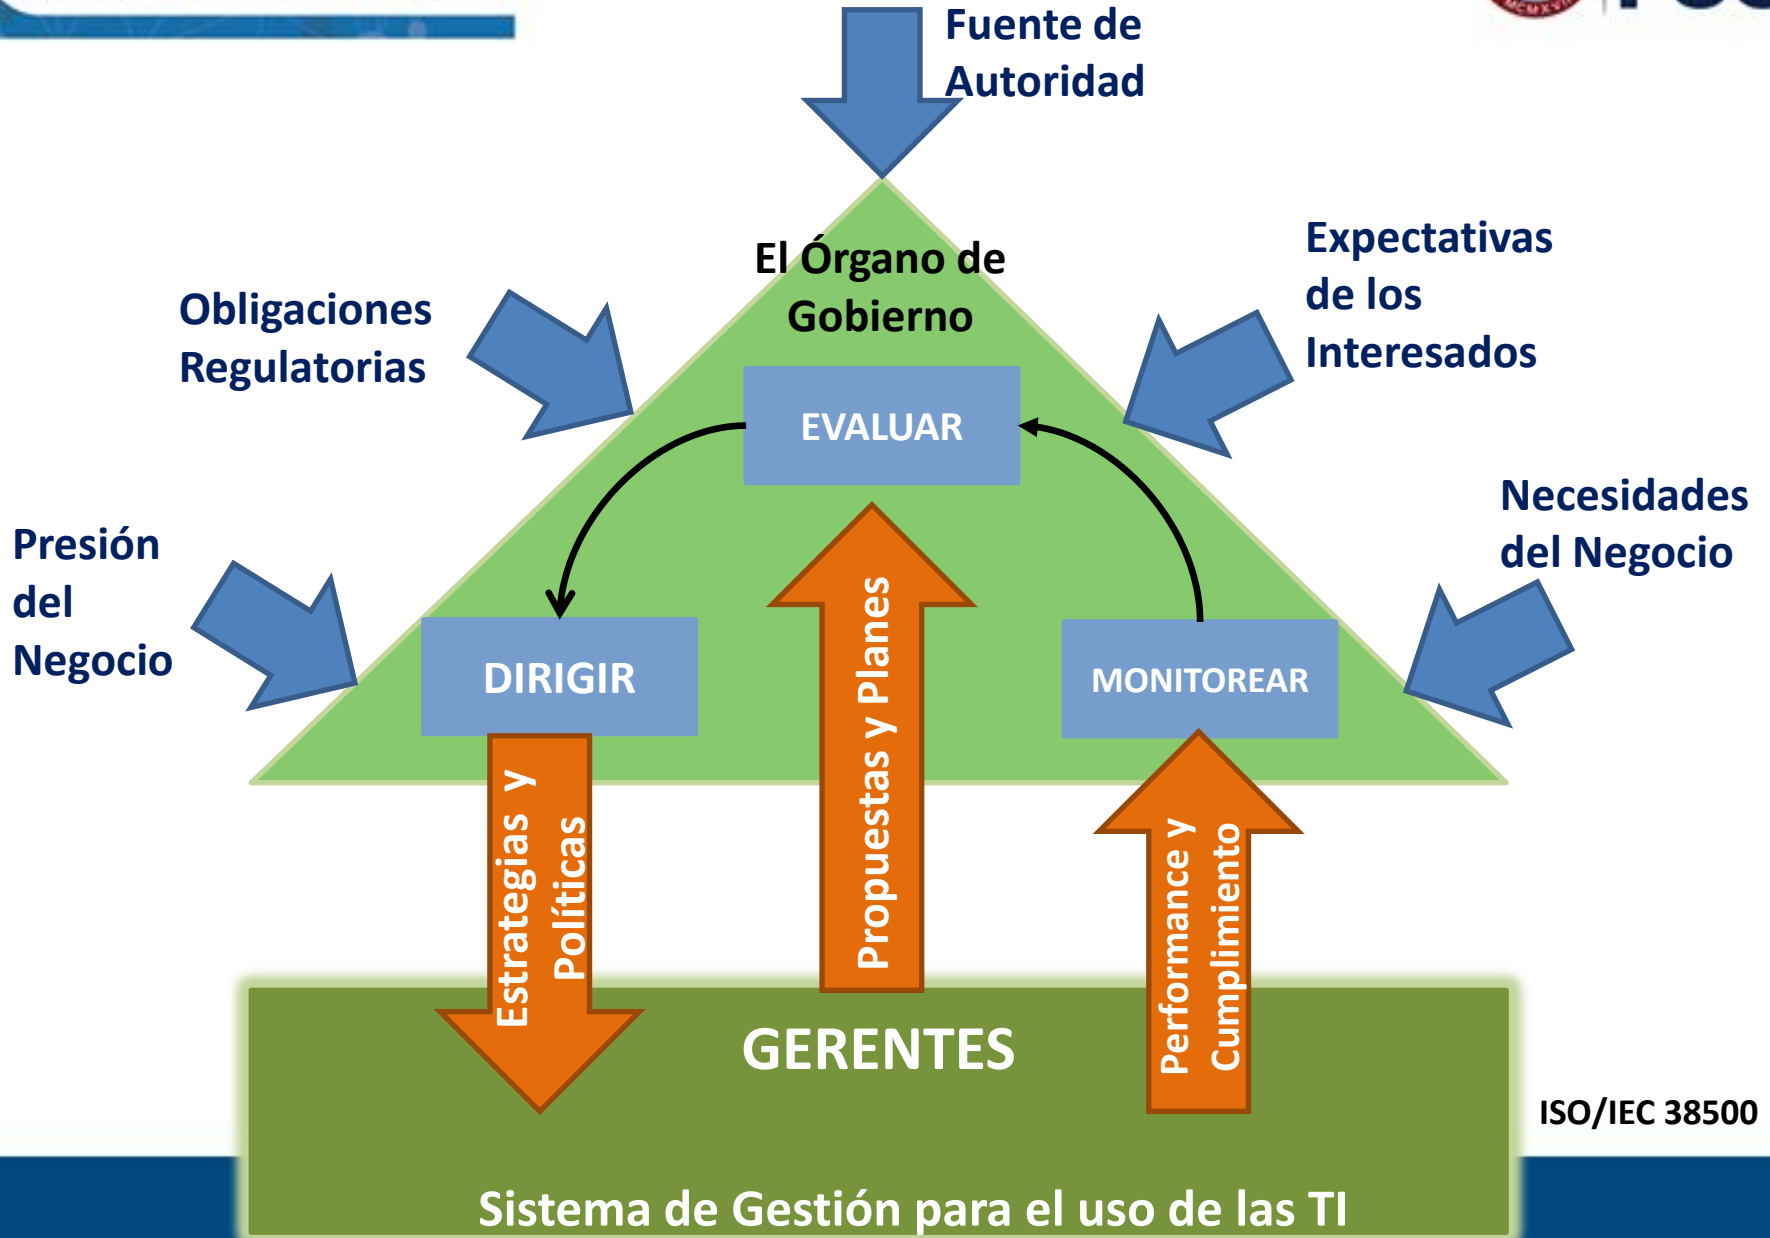 Fuente de
Autoridad
El Órgano de
Gobierno
Expectativas
de los
Interesados
Obligaciones
Regulatorias
EVALUAR
Necesidades
del Negocio
Presión
del
Negocio
DIRIGIR
MONITOREAR
Estrategias y
Políticas
Propuestas y Planes
Performance y
Cumplimiento
GERENTES
ISO/IEC 38500
Sistema de Gestión para el uso de las TI